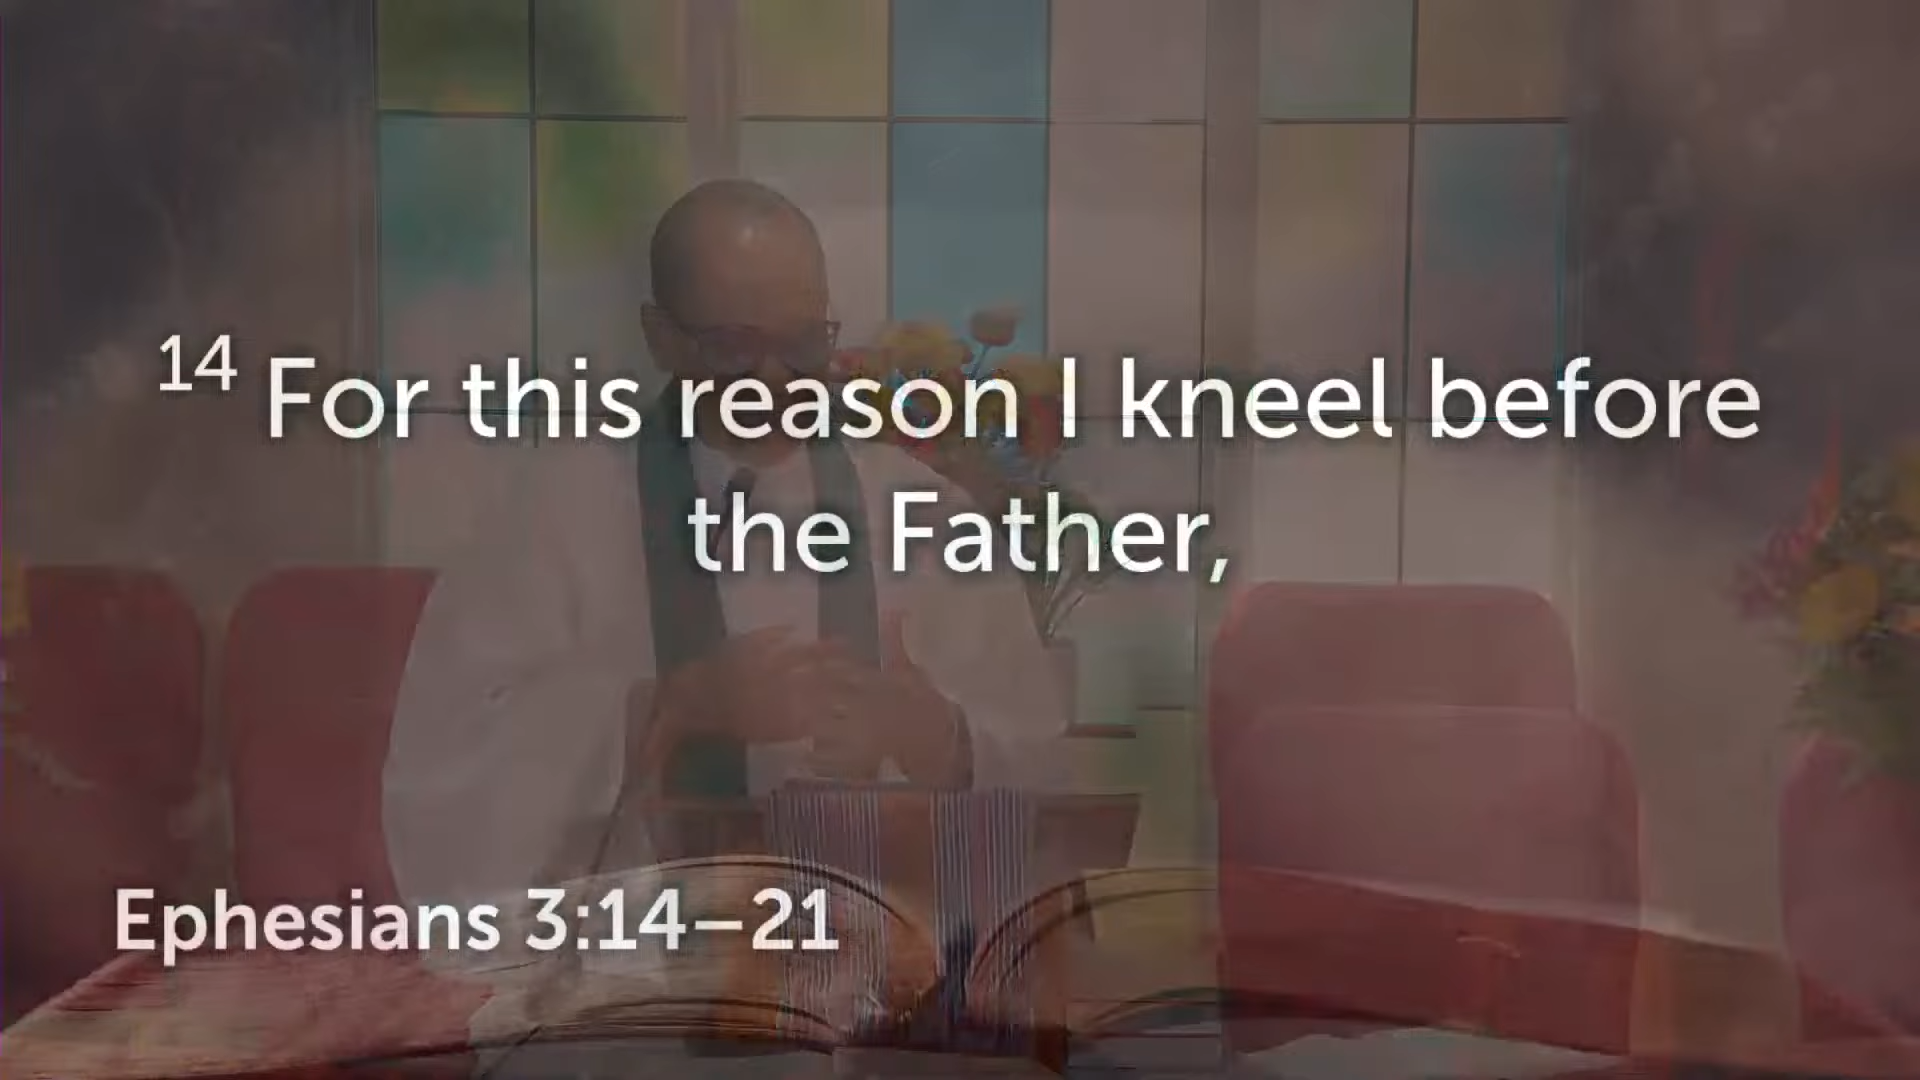 14 For this reason I kneel before
the Father,
Ephesians 3:14–21